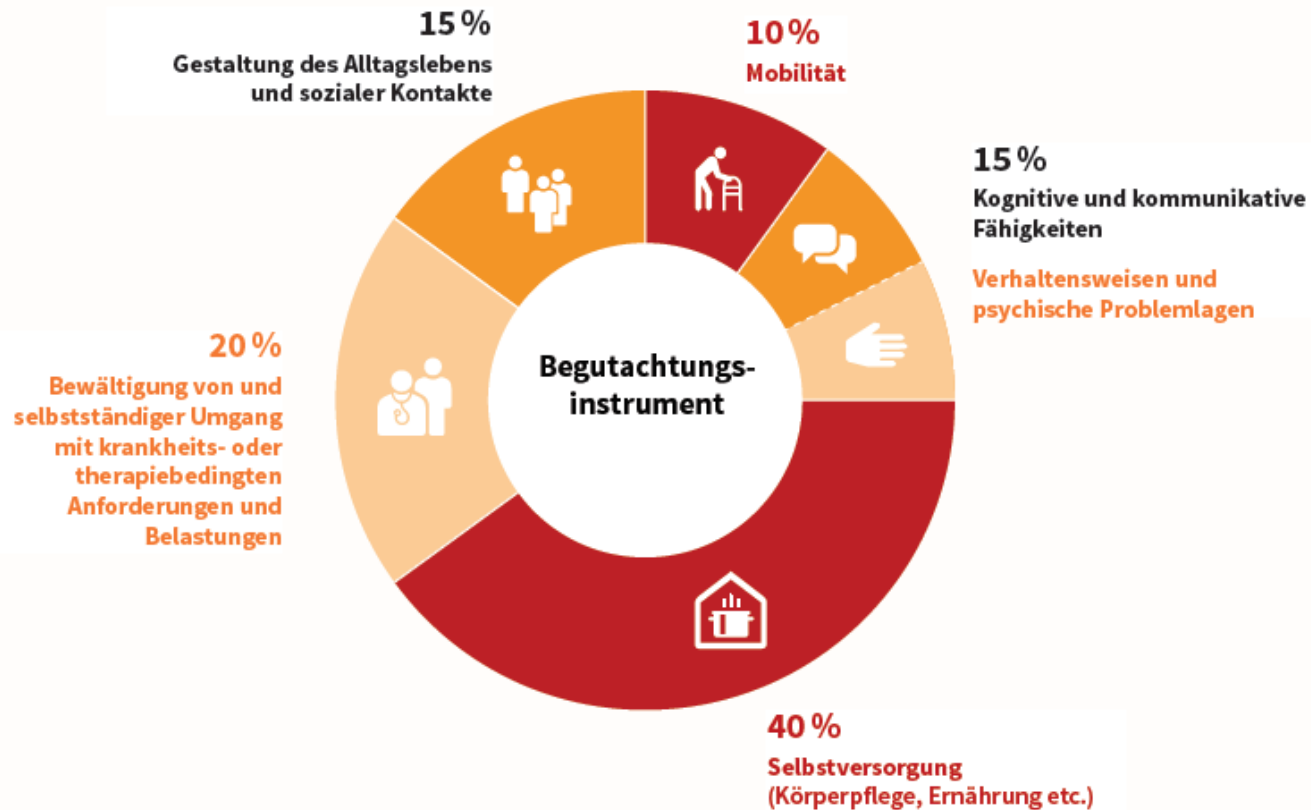 15 %
Gestaltung des Alltagslebens
und sozialer Kontakte
10 %
Mobilität
15 %
Kognitive und kommunikative
Fähigkeiten
Verhaltensweisen und
psychische Problemlagen
20 %
Bewältigung von und
selbstständiger Umgang
mit krankheits- oder
therapiebedingten
Anforderungen und
Belastungen
Begutachtungs-
instrument
40 %
Selbstversorgung
(Körperpflege, Ernährung etc.)